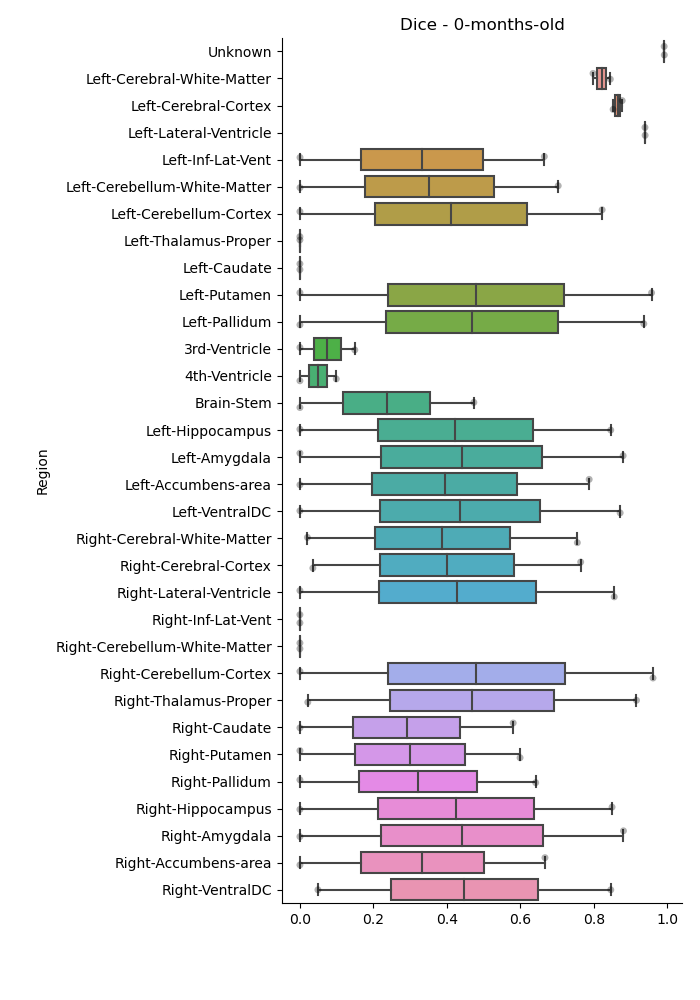 Dice - 0-months-old
Unknown
Left-Cerebral-White-Matter
Left-Cerebral-Cortex
Left-Lateral-Ventricle
Left-Inf-Lat-Vent
Left-Cerebellum-White-Matter
Left-Cerebellum-Cortex
Left-Thalamus-Proper
Left-Caudate
Left-Putamen
Left-Pallidum
3rd-Ventricle
4th-Ventricle
Brain-Stem
Left-Hippocampus
Left-Amygdala
Left-Accumbens-area
Left-VentralDC
Right-Cerebral-White-Matter
Right-Cerebral-Cortex
Right-Lateral-Ventricle
Right-Inf-Lat-Vent
Right-Cerebellum-White-Matter
Right-Cerebellum-Cortex
Right-Thalamus-Proper
Right-Caudate
Right-Putamen
Right-Pallidum
Right-Hippocampus
Right-Amygdala
Right-Accumbens-area
Right-VentralDC
Region
0.0 0.2 0.4 0.6 0.8 1.0